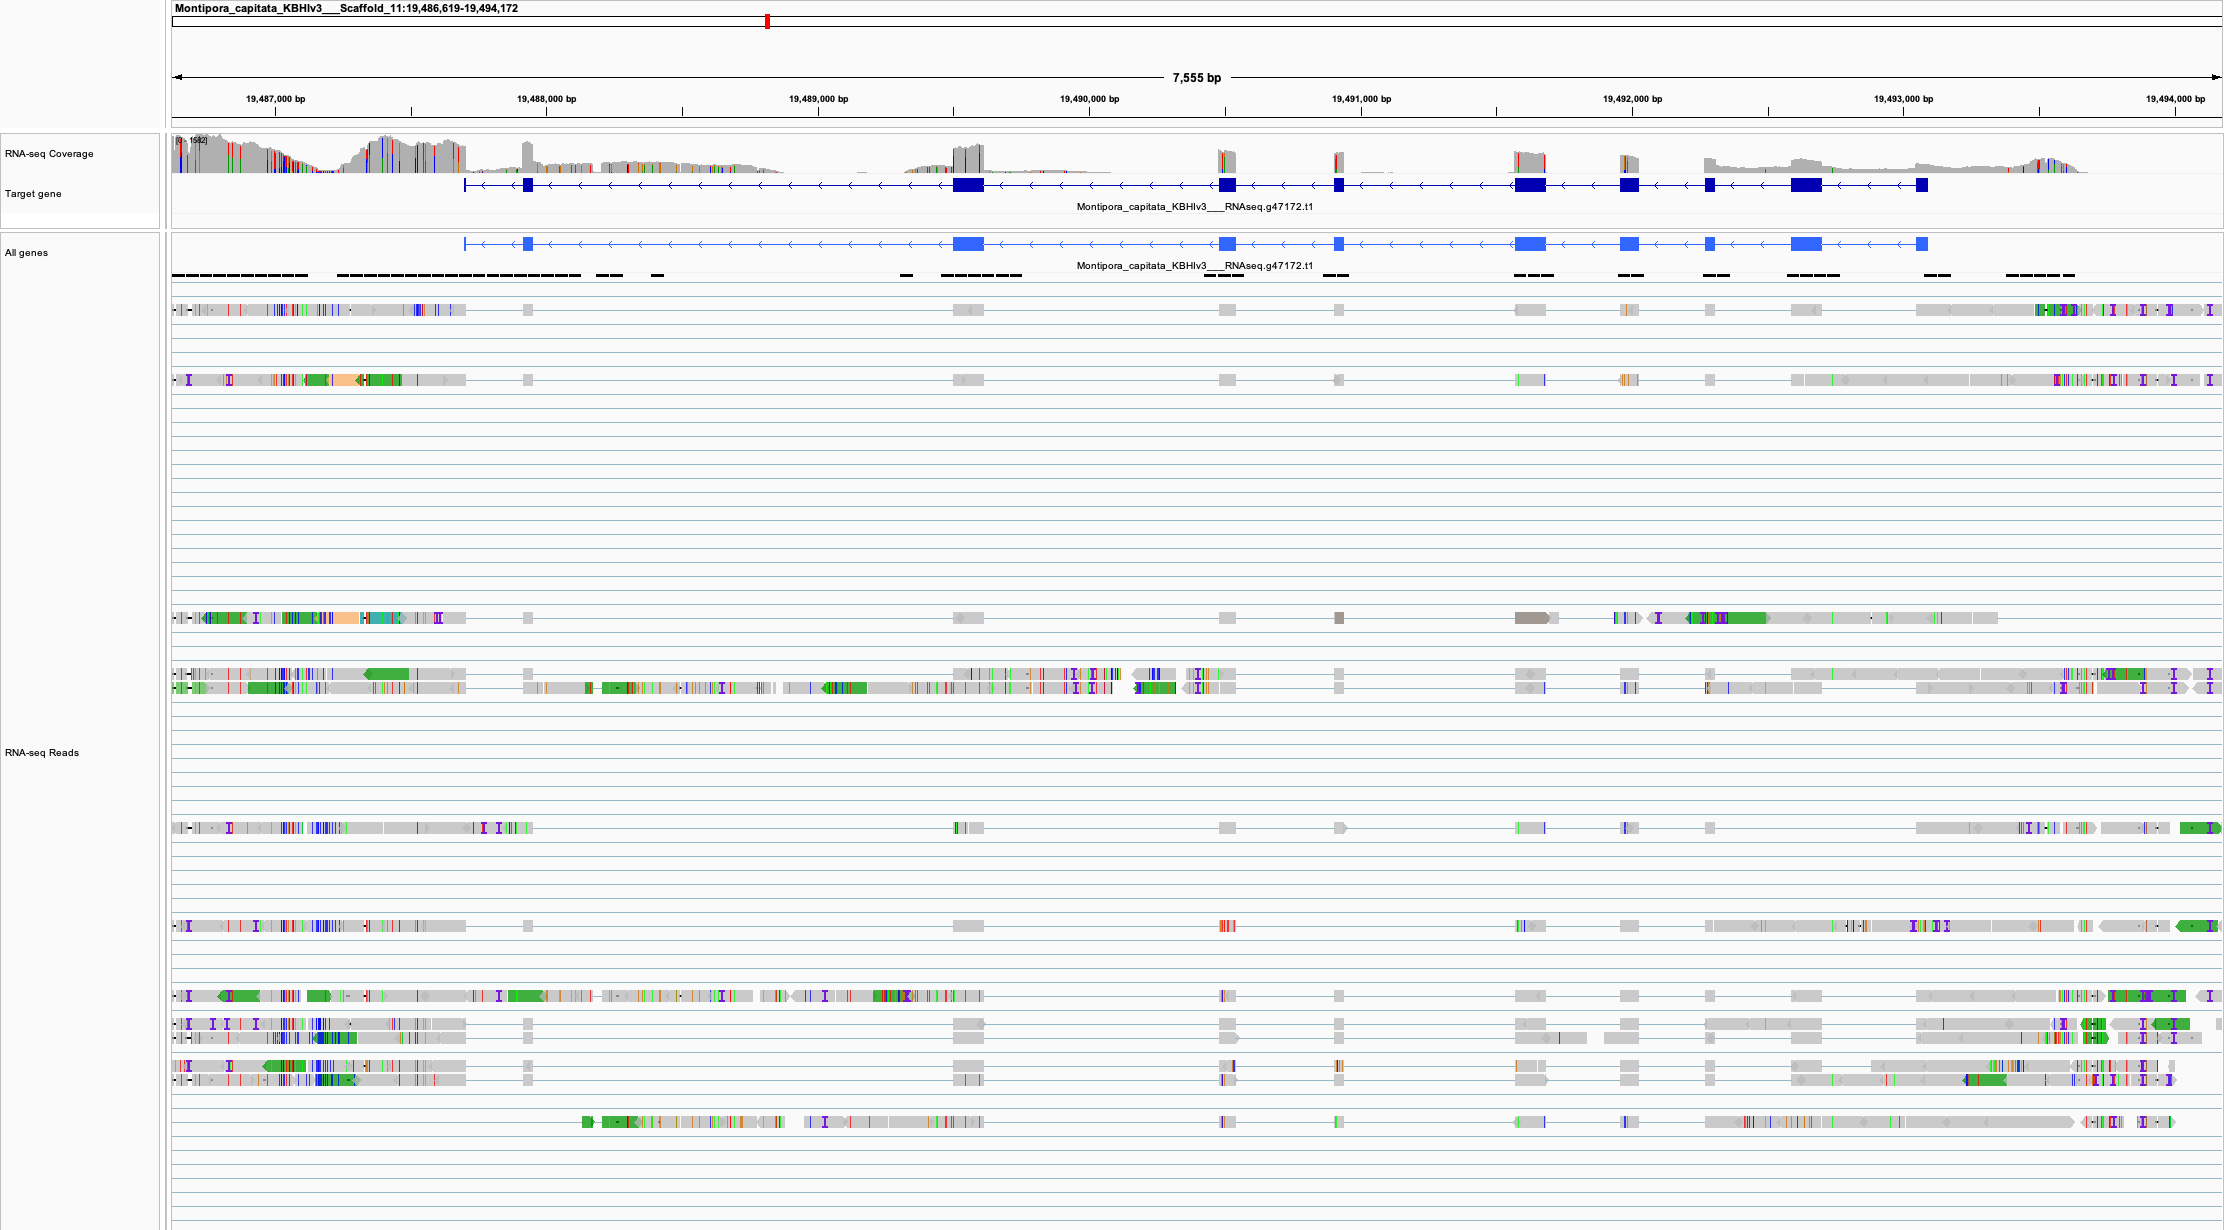 Montipora_capitata_KBHIv3___Scaffold_11:19,486,619-19,494,172
7,555 bp
19,487,000 bp 19,488,000 bp 19,489,000 bp 19,490,000 bp 19,491,000 bp 19,492,000 bp 19,493,000 bp 19,494,000 bp
[0 - 1582]
RNA-seq Coverage
Target gene
Montipora_capitata_KBHIv3___RNAseq.g47172.t1
All genes
Montipora_capitata_KBHIv3___RNAseq.g47172.t1
RNA-seq Reads